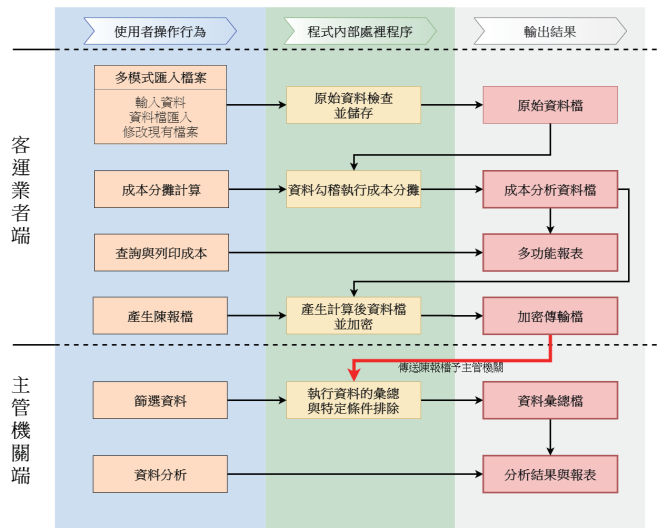 使用者操作行為
程式內部處裡程序
輸出結果
客運業者端
多模式匯入檔案
輸入資料
資料檔匯入
修改現有檔案
原始資料檢查
並儲存
原始資料檔
成本分攤計算
資料勾稽執行成本分攤
成本分析資料檔
查詢與列印成本
多功能報表
產生陳報檔
產生計算後資料檔
並加密
加密傳輸檔
傳送陳報檔予主管機關
主管機關端
篩選資料
執行資料的彙總
與特定條件排除
資料彙總檔
資料分析
分析結果與報表